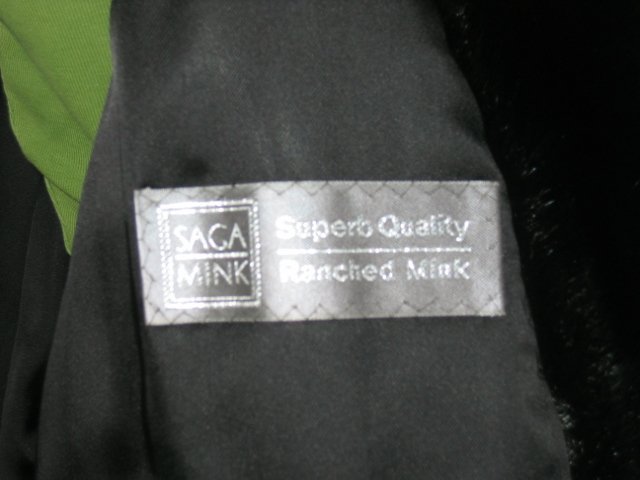 SAGA
MINK
Superb Quality
Ranched Mink